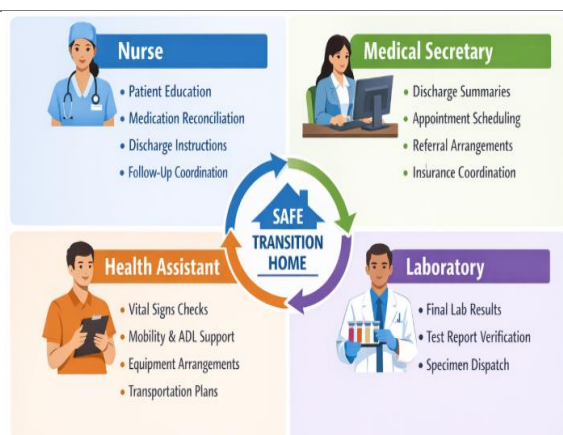 Nurse
• Patient Education
• Medication Reconciliation
• Discharge Instructions
• Follow-Up Coordination
Medical Secretary
• Discharge Summaries
• Appointment Scheduling
• Referral Arrangements
• Insurance Coordination
SAFE
TRANSITION
HOME
Health Assistant
• Vital Signs Checks
• Mobility & ADL Support
• Equipment Arrangements
• Transportation Plans
Laboratory
• Final Lab Results
• Test Report Verification
• Specimen Dispatch